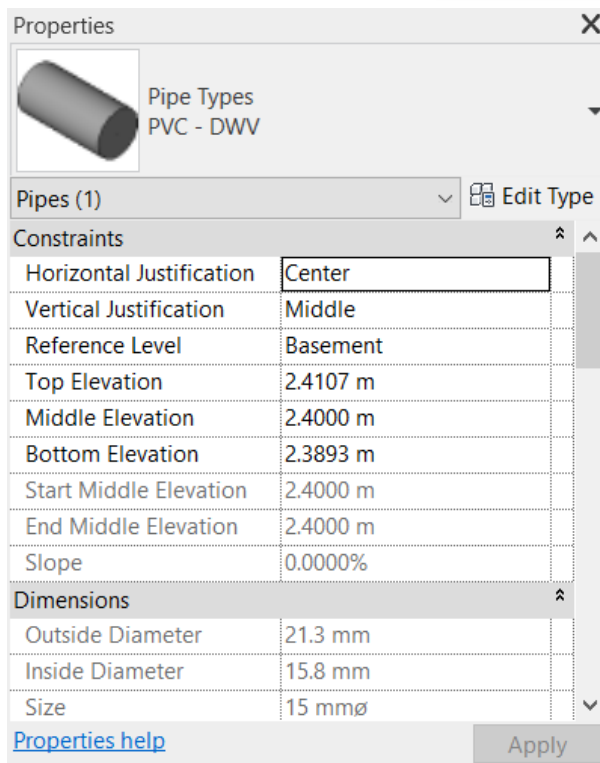 Properties
Pipe Types
PVC - DWV
Pipes (1)
Edit Type
Constraints
Horizontal Justification Center
Vertical Justification Middle
Reference Level Basement
Top Elevation 2.4107 m
Middle Elevation 2.4000 m
Bottom Elevation 2.3893 m
Start Middle Elevation 2.4000 m
End Middle Elevation 2.4000 m
Slope 0.0000%
Dimensions
Outside Diameter 21.3 mm
Inside Diameter 15.8 mm
Size 15 mmø
Properties help
Apply